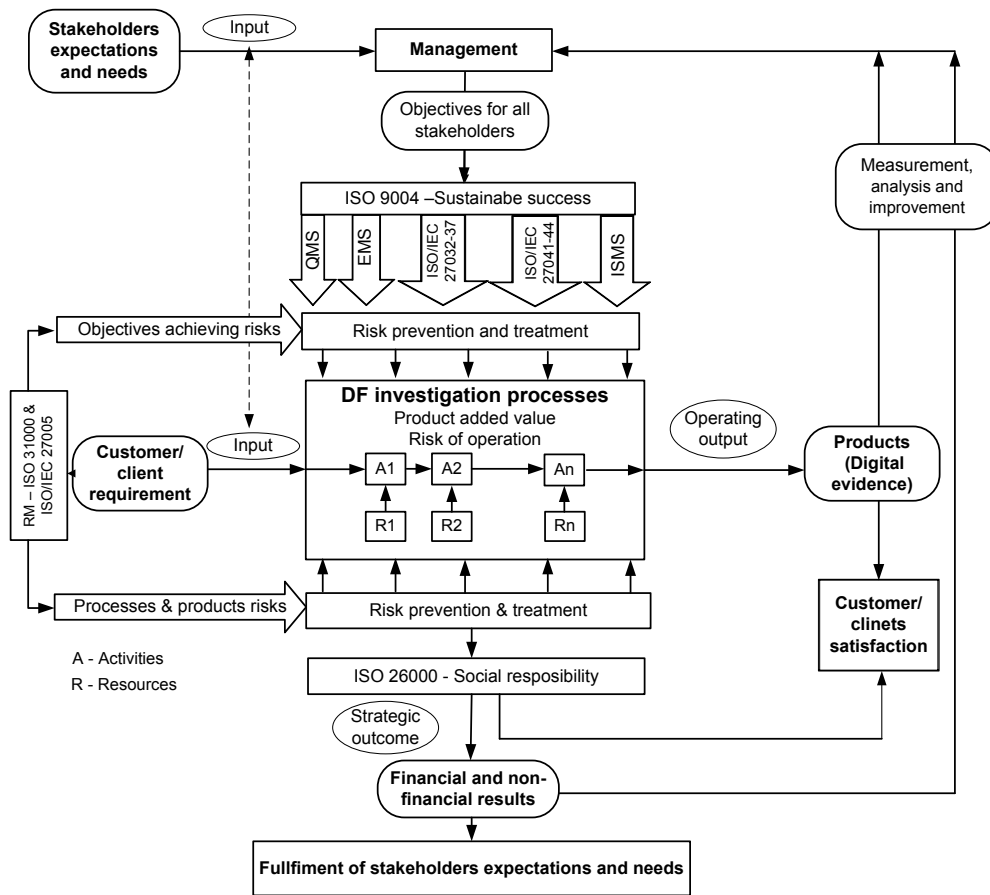 Stakeholders
expectations
and needs
Input
Management
Objectives for all
stakeholders
Measurement,
analysis and
improvement
ISO 9004 –Sustainabe success
QMS
EMS
ISO/IEC
27032-37
ISO/IEC
27041-44
ISMS
Objectives achieving risks
Risk prevention and treatment
RM – ISO 31000 &
ISO/IEC 27005
Customer/
client
requirement
Input
DF investigation processes
Product added value
Risk of operation
A1
A2
An
R1
R2
Rn
Operating
output
Products
(Digital
evidence)
Processes & products risks
Risk prevention & treatment
Customer/
clinets
satisfaction
A - Activities
R - Resources
ISO 26000 - Social resposibility
Strategic
outcome
Financial and non-
financial results
Fullfiment of stakeholders expectations and needs